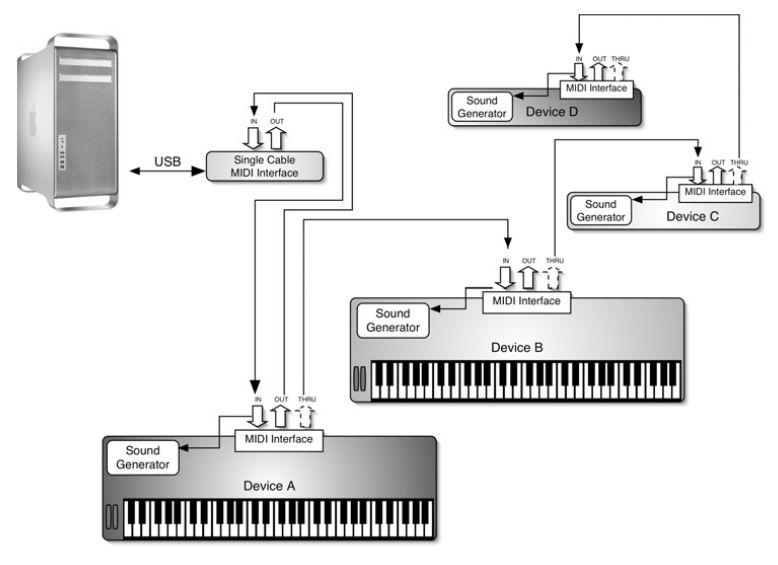 IN OUT THRU
MIDI Interface
Sound
Generator
Device D
IN OUT
Single Cable
MIDI Interface
USB
IN OUT THRU
MIDI Interface
Sound
Generator
Device C
IN OUT THRU
MIDI Interface
Sound
Generator
Device B
IN OUT THRU
MIDI Interface
Sound
Generator
Device A